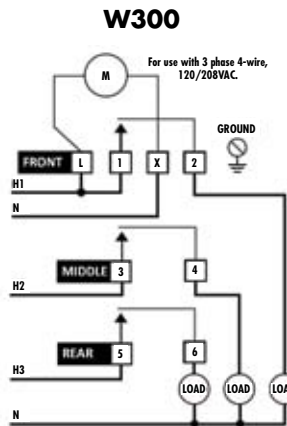 W300
For use with 3 phase 4-wire,
120/208VAC.
M
GROUND
FRONT L 1 X 2
H1
N
MIDDLE 3 4
H2
REAR 5 6
H3
LOAD LOAD LOA
N